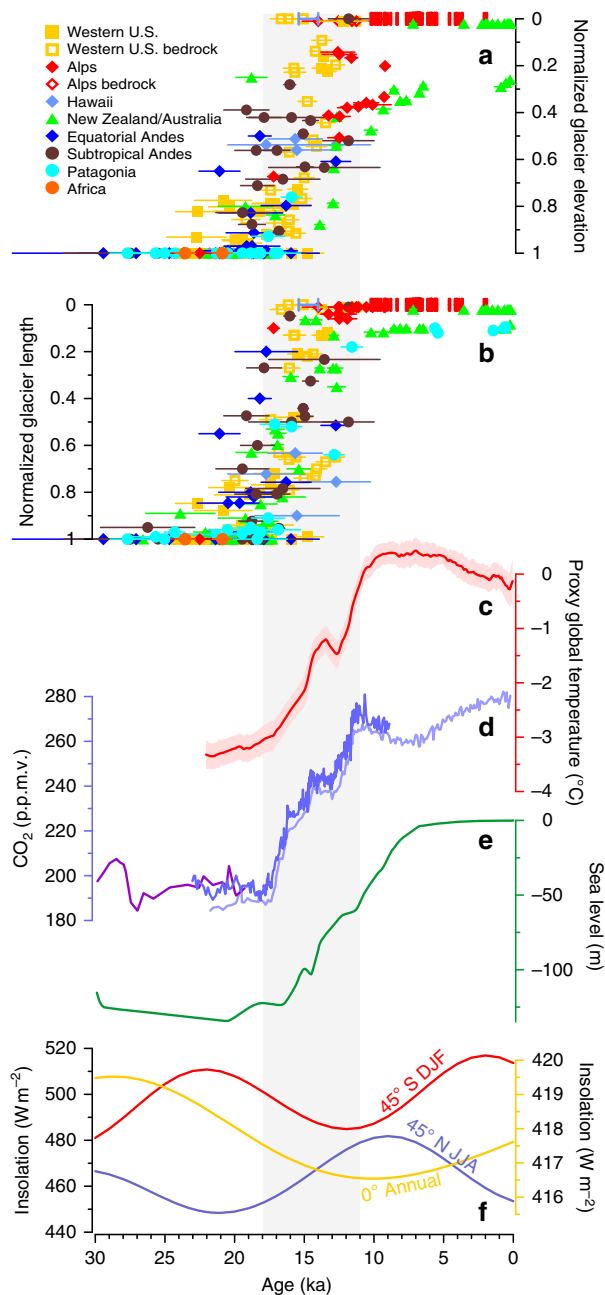 Western U.S.
Western U.S. bedrock
Alps
Alps bedrock
Hawaii
New Zealand/Australia
Equatorial Andes
Subtropical Andes
Patagonia
Africa
a
0
0.2
0.4
0.6
0.8
1
Normalized glacier elevation
b
0
0.2
0.4
0.6
0.8
1
Normalized glacier length
c
0
−1
−2
−3
−4
Proxy global temperature (°C)
d
280
260
240
220
200
180
CO2 (p.p.m.v.)
e
0
−50
−100
Sea level (m)
520
500
480
460
440
Insolation (W m−2)
45° S DJF
45° N JJA
0° Annual
f
420
419
418
417
416
Insolation (W m−2)
30 25 20 15 10 5 0
Age (ka)